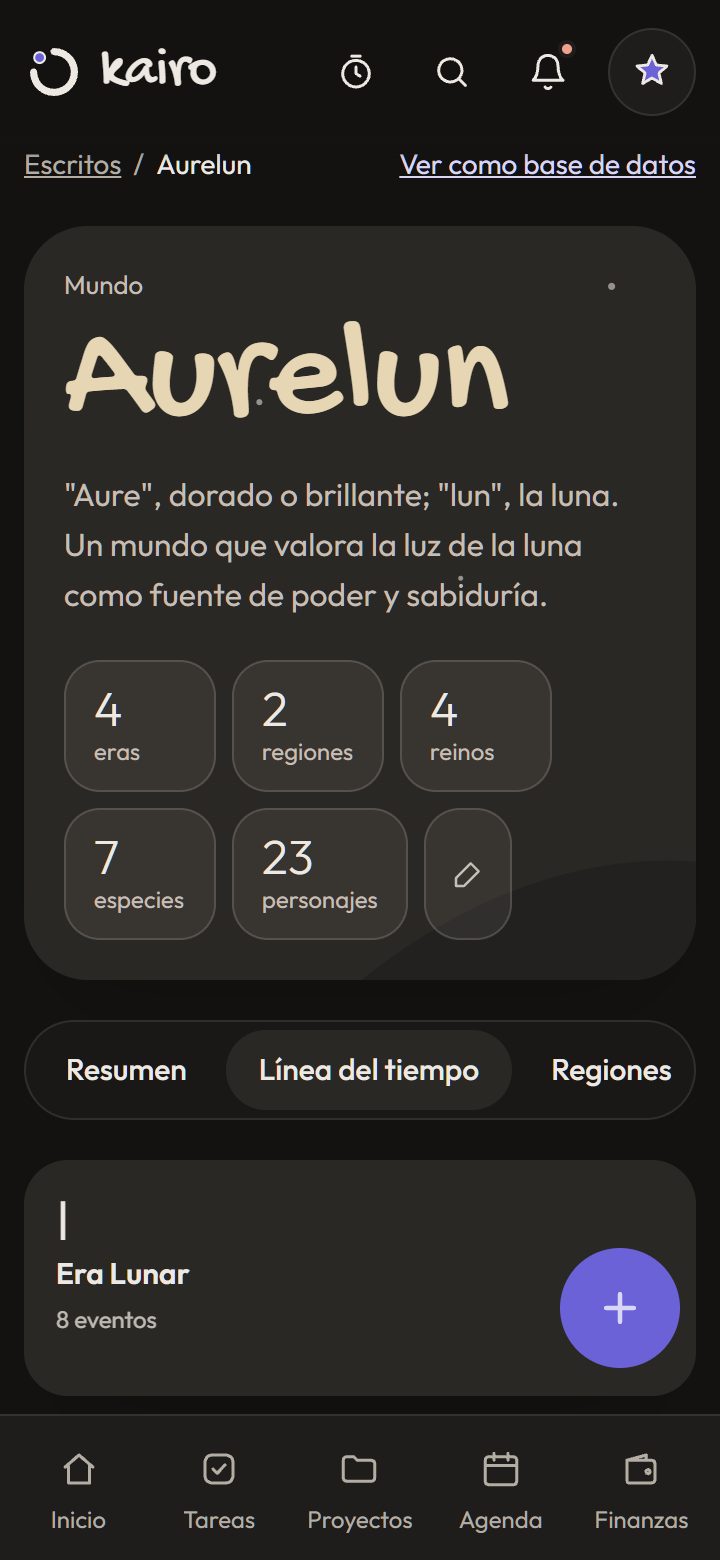 kairo
Escritos / Aurelun
Ver como base de datos
Mundo
Aurelun
"Aure", dorado o brillante; "lun", la luna.
Un mundo que valora la luz de la luna
como fuente de poder y sabiduría.
4
eras
2
regiones
4
reinos
7
especies
23
personajes
Resumen
Línea del tiempo
Regiones
I
Era Lunar
8 eventos
Inicio
Tareas
Proyectos
Agenda
Finanzas